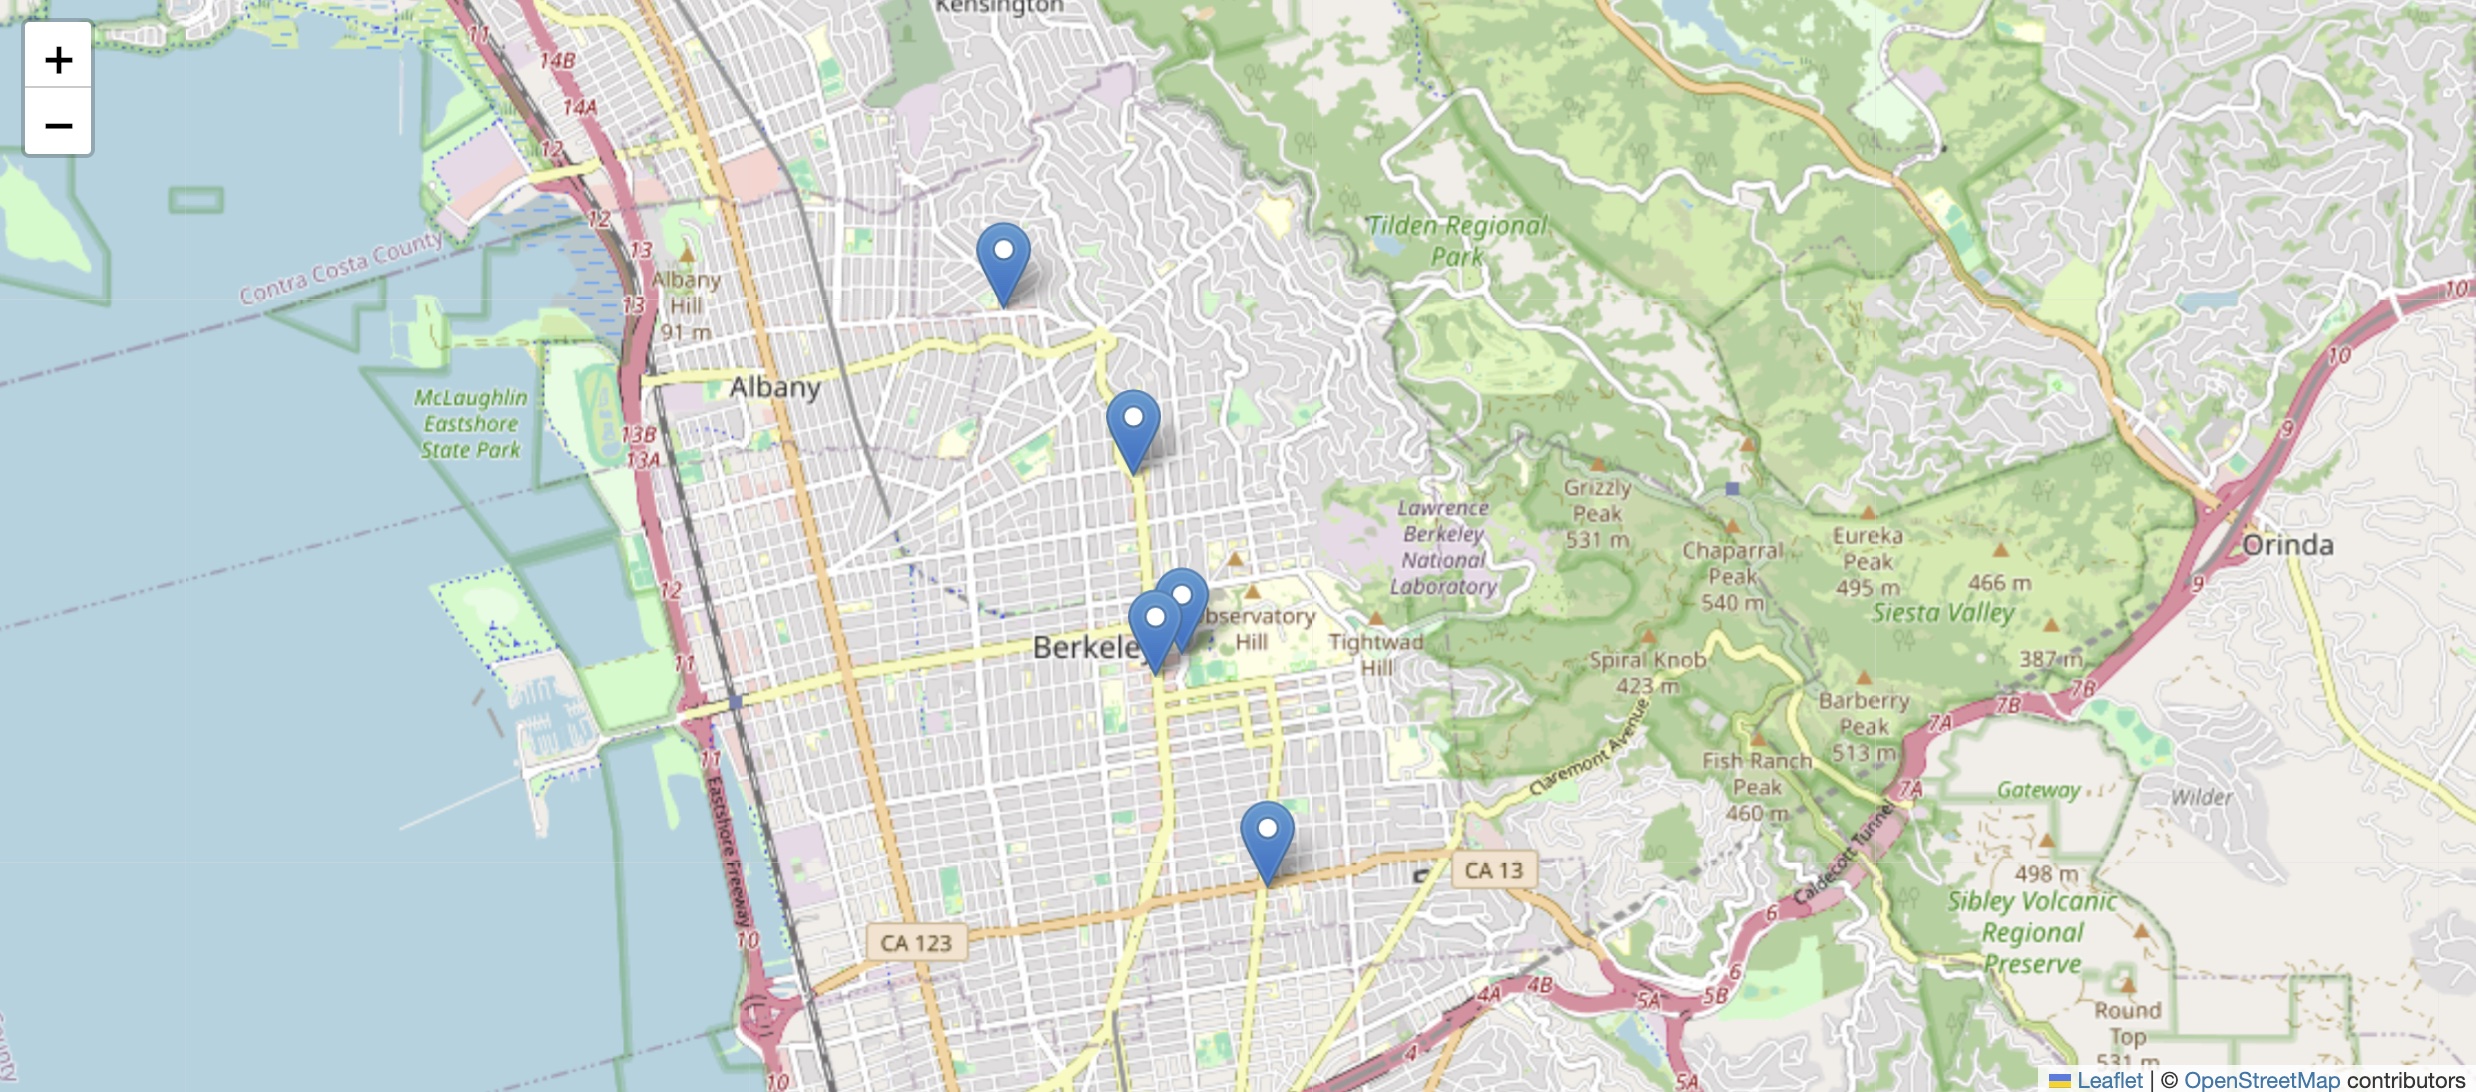 +
−
Kensington
11
14B
14A
12
12
13
13
Contra Costa County
Albany
Hill
91 m
Tilden Regional
Park
McLaughlin
Eastshore
State Park
Albany
13B
13A
10
10
9
Grizzly
Peak
531 m
Lawrence
Berkeley
National
Laboratory
Chaparral
Peak
540 m
Eureka
Peak
495 m
466 m
Siesta Valley
Orinda
9
12
11
Berkeley
bservatory
Hill
Tightwad
Hill
Spiral Knob
423 m
387 m
Barberry
Peak
513 m
7B
7B
7A
7A
11
Eastshore Freeway
Claremont Avenue
Fish Ranch
Peak
460 m
Gateway
Wilder
Caldecott Tunnel
498 m
CA 13
CA 123
Sibley Volcanic
Regional
Preserve
6
6
10
4A
4B
5A
5B
Round
Top
531 m
4
10
5A
County
Leaflet | © OpenStreetMap contributors